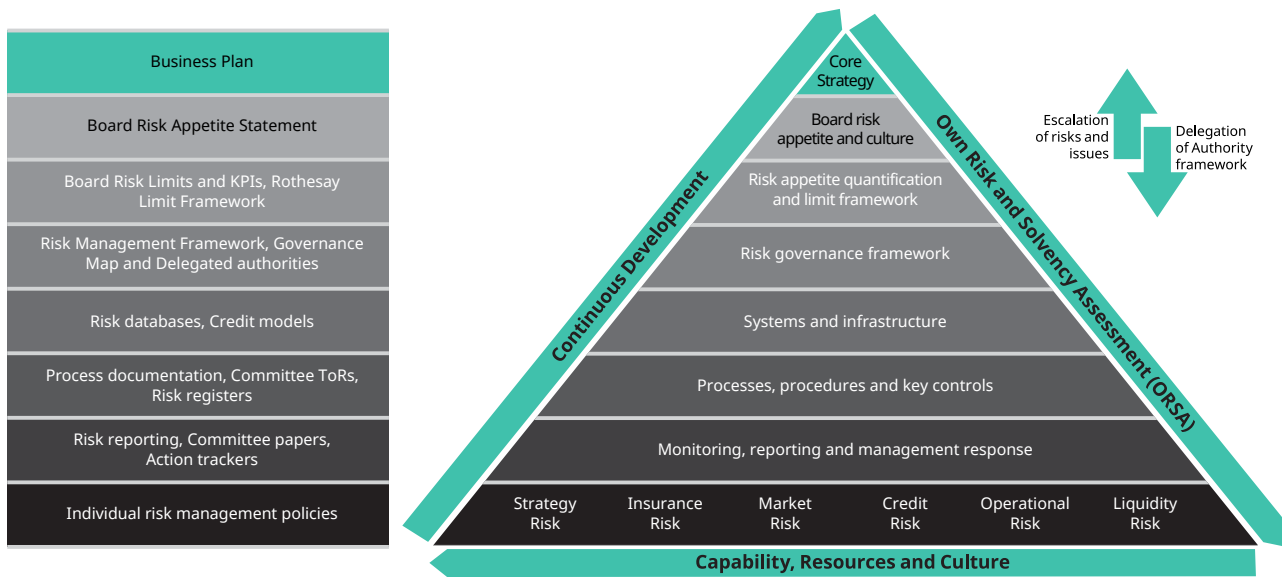 Business Plan
Board Risk Appetite Statement
Board Risk Limits and KPIs, Rothesay
Limit Framework
Risk Management Framework, Governance
Map and Delegated authorities
Risk databases, Credit models
Process documentation, Committee ToRs,
Risk registers
Risk reporting, Committee papers,
Action trackers
Individual risk management policies
Continuous Development
Core
Strategy
Board risk
appetite and culture
Risk appetite quantification
and limit framework
Risk governance framework
Systems and infrastructure
Processes, procedures and key controls
Monitoring, reporting and management response
Strategy
Risk
Insurance
Risk
Market
Risk
Credit
Risk
Operational
Risk
Liquidity
Risk
Own Risk and Solvency Assessment (ORSA)
Capability, Resources and Culture
Escalation
of risks and
issues
Delegation
of Authority
framework